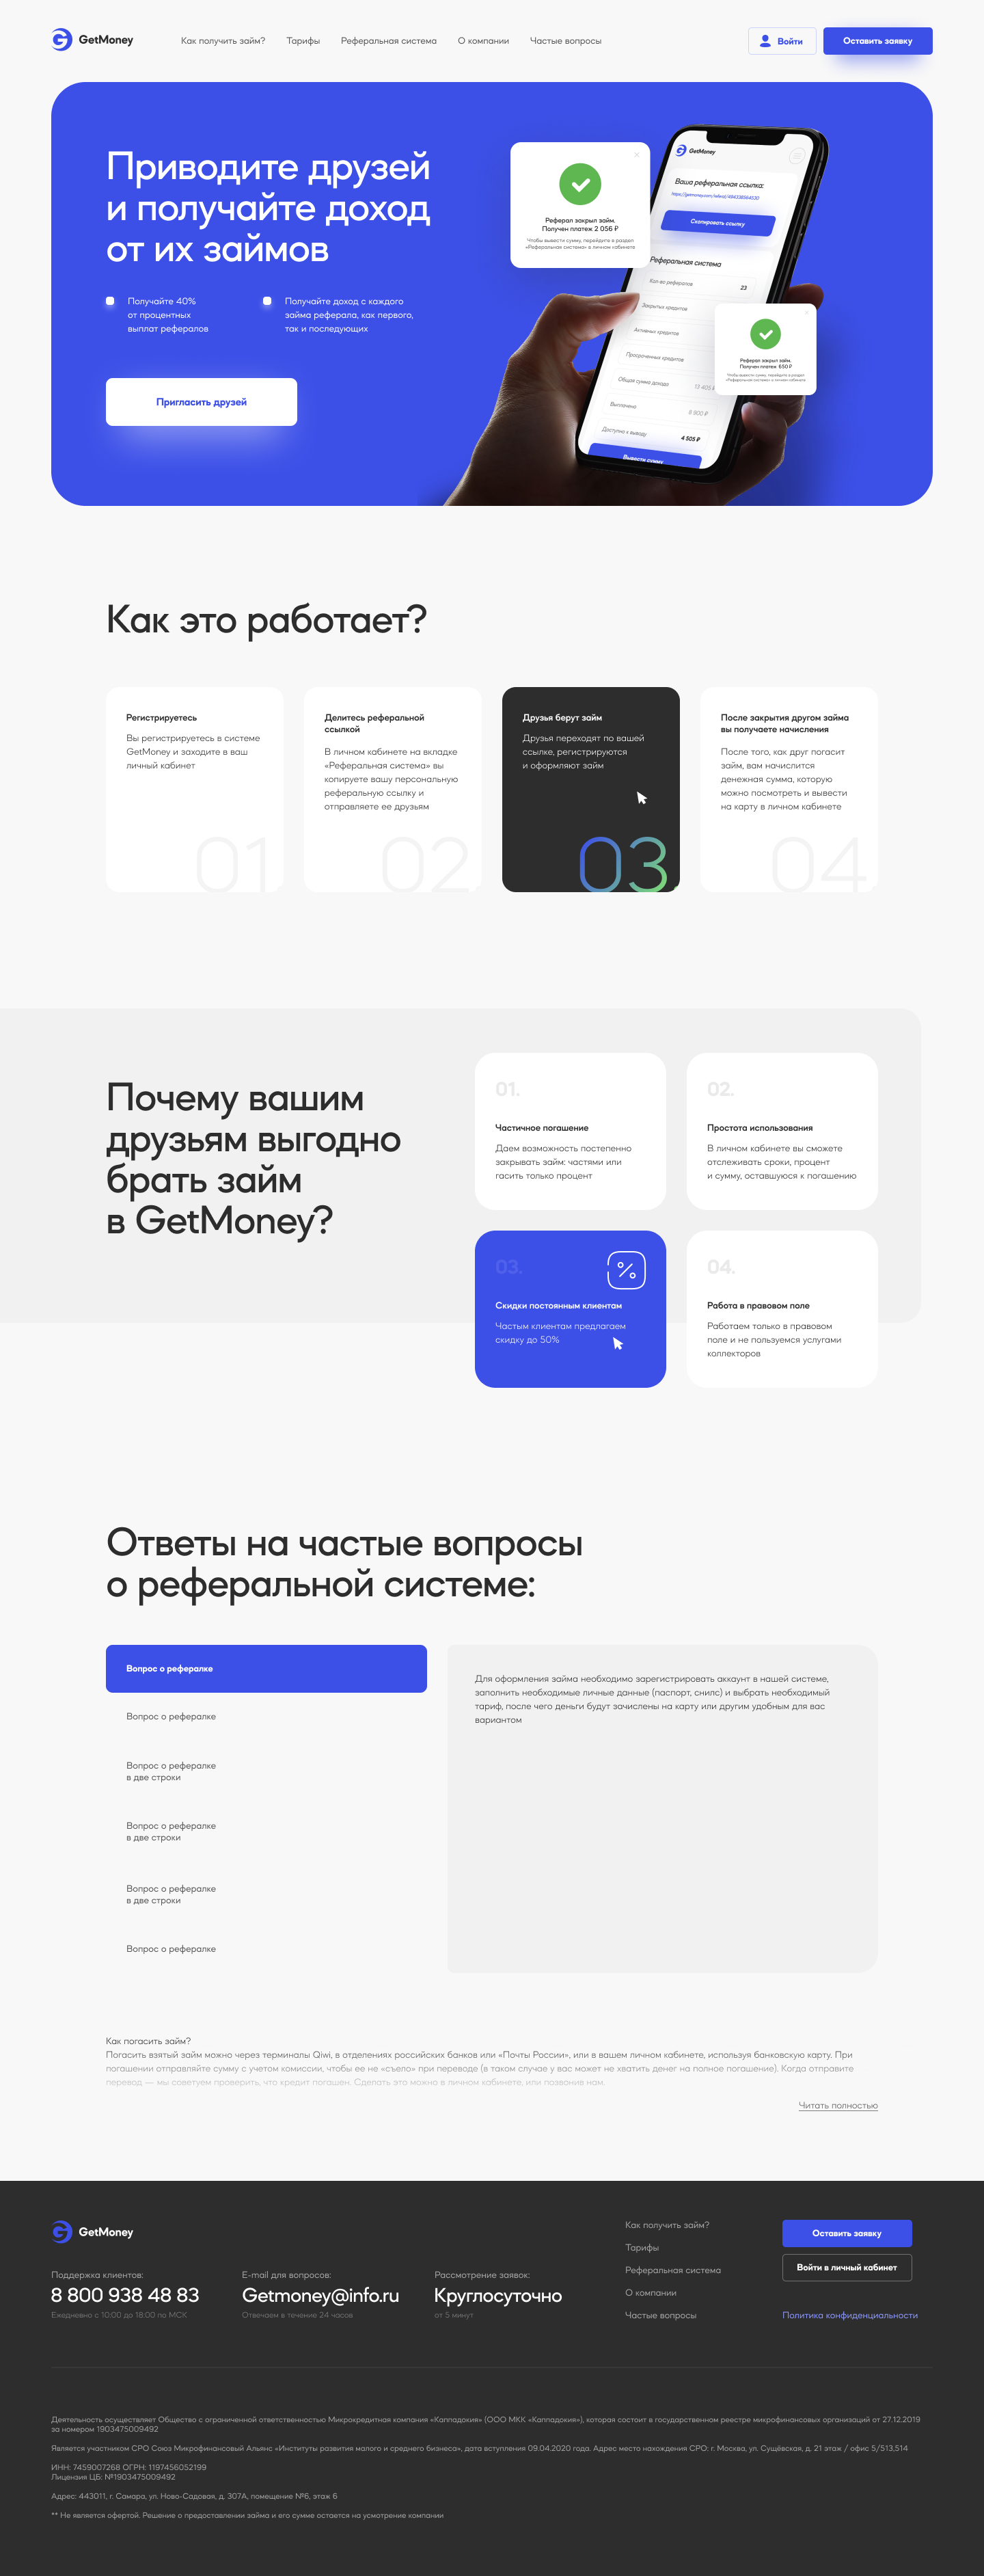 GetMoney
Как получить займ?
Тарифы
Реферальная система
О компании
Частые вопросы
Войти
Оставить заявку
Приводите друзей
и получайте доход
от их займов
Получайте 40%
от процентных
выплат рефералов
Получайте доход с каждого
займа реферала, как первого,
так и последующих
Пригласить друзей
Реферал закрыл займ.
Получен платеж 2 056 ₽
Чтобы вывести сумму, перейдите в раздел
«Реферальная система» в личном кабинете
GetMoney
Ваша реферальная ссылка:
Скопировать ссылку
Реферальная система
Кол-во рефералов
23
Закрытых кредитов
Активных кредитов
Просроченных кредитов
Общая сумма дохода
Выплачено
8 900 ₽
Доступно к выводу
4 505 ₽
Вывести сумму
Реферал закрыл займ.
Получен платеж 650 ₽
Чтобы вывести сумму, перейдите в раздел
«Реферальная система» в личном кабинете
Как это работает?
Регистрируетесь
Вы регистрируетесь в системе
GetMoney и заходите в ваш
личный кабинет
01
Делитесь реферальной
ссылкой
В личном кабинете на вкладке
«Реферальная система» вы
копируете вашу персональную
реферальную ссылку и
отправляете ее друзьям
02
Друзья берут займ
Друзья переходят по вашей
ссылке, регистрируются
и оформляют займ
03.
После закрытия другом займа
вы получаете начисления
После того, как друг погасит
займ, вам начислится
денежная сумма, которую
можно посмотреть и вывести
на карту в личном кабинете
04
Почему вашим
друзьям выгодно
брать займ
в GetMoney?
01.
Частичное погашение
Даем возможность постепенно
закрывать займ: частями или
гасить только процент
02.
Простота использования
В личном кабинете вы сможете
отслеживать сроки, процент
и сумму, оставшуюся к погашению
03.
Скидки постоянным клиентам
Частым клиентам предлагаем
скидку до 50%
04.
Работа в правовом поле
Работаем только в правовом
поле и не пользуемся услугами
коллекторов
Ответы на частые вопросы
о реферальной системе:
Вопрос о рефералке
Вопрос о рефералке
Вопрос о рефералке
в две строки
Вопрос о рефералке
в две строки
Вопрос о рефералке
в две строки
Вопрос о рефералке
Для оформления займа необходимо зарегистрировать аккаунт в нашей системе,
заполнить необходимые личные данные (паспорт, снилс) и выбрать необходимый
тариф, после чего деньги будут зачислены на карту или другим удобным для вас
вариантом
Как погасить займ?
Погасить взятый займ можно через терминалы Qiwi, в отделениях российских банков или «Почты России», или в вашем личном кабинете, используя банковскую карту. При
погашении отправляйте сумму с учетом комиссии, чтобы ее не «съело» при переводе (в таком случае у вас может не хватить денег на полное погашение). Когда отправите
перевод — мы советуем проверить, что кредит погашен. Сделать это можно в личном кабинете, или позвонив нам.
Читать полностью
GetMoney
Поддержка клиентов:
8 800 938 48 83
Ежедневно с 10:00 до 18:00 по МСК
E-mail для вопросов:
Getmoney@info.ru
Отвечаем в течение 24 часов
Рассмотрение заявок:
Круглосуточно
от 5 минут
Как получить займ?
Тарифы
Реферальная система
О компании
Частые вопросы
Оставить заявку
Войти в личный кабинет
Политика конфиденциальности
Деятельность осуществляет Общество с ограниченной ответственностью Микрокредитная компания «Каппадокия» (ООО МКК «Каппадокия»), которая состоит в государственном реестре микрофинансовых организаций от 27.12.2019
за номером 1903475009492
Является участником СРО Союз Микрофинансовый Альянс «Институты развития малого и среднего бизнеса», дата вступления 09.04.2020 года. Адрес место нахождения СРО: г. Москва, ул. Сущёвская, д. 21 этаж / офис 5/513,514
ИНН: 7459007268 ОГРН: 1197456052199
Лицензия ЦБ: №1903475009492
Адрес: 443011, г. Самара, ул. Ново-Садовая, д. 307А, помещение №6, этаж 6
** Не является офертой. Решение о предоставлении займа и его сумме остается на усмотрение компании